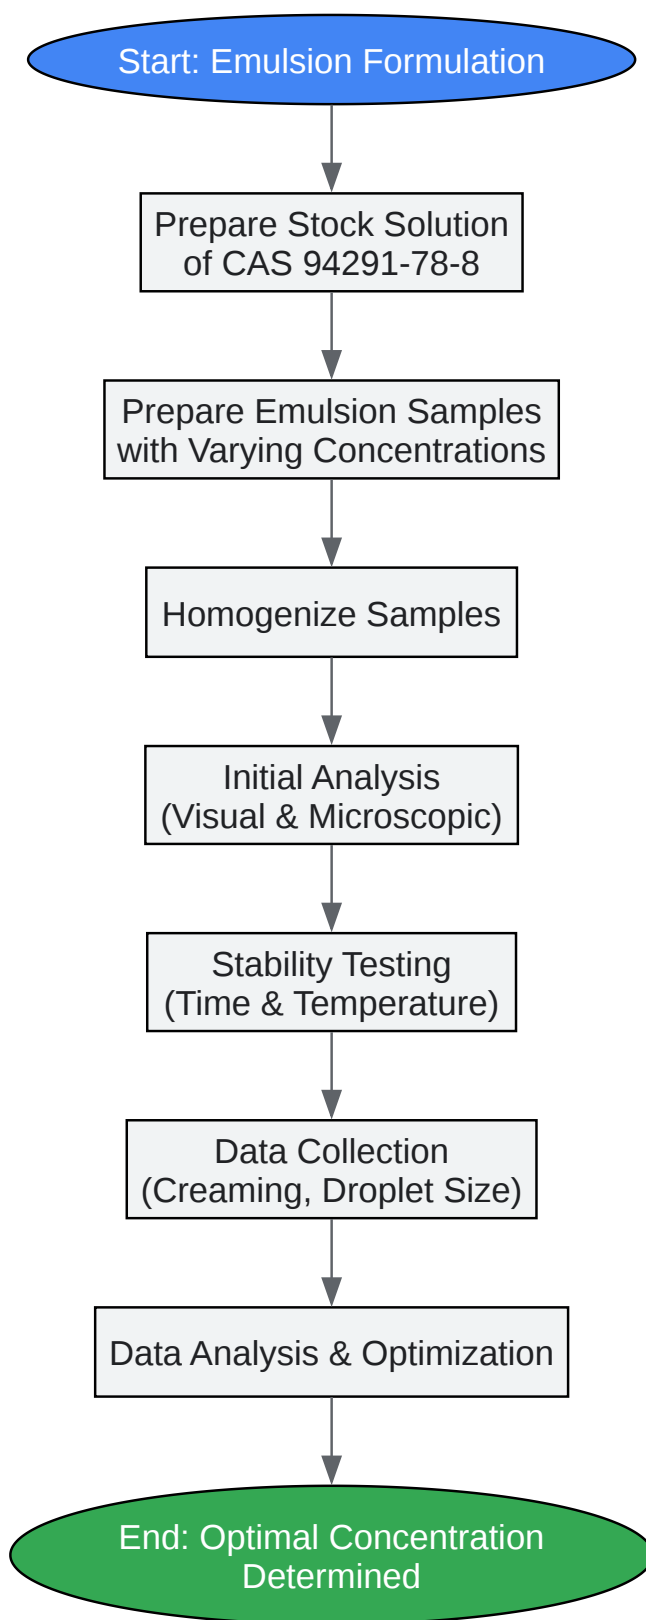 Start: Emulsion Formulation
Prepare Stock Solution
of CAS 94291-78-8
Prepare Emulsion Samples
with Varying Concentrations
Homogenize Samples
Initial Analysis
(Visual & Microscopic)
Stability Testing
(Time & Temperature)
Data Collection
(Creaming, Droplet Size)
Data Analysis & Optimization
End: Optimal Concentration
Determined